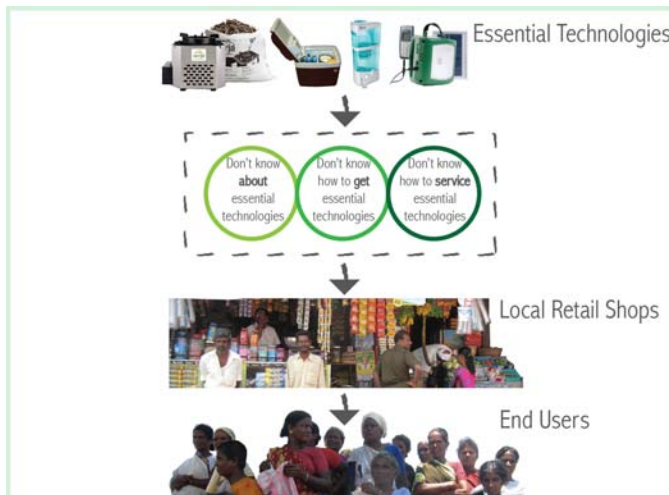 Essential Technologies
Don't know
about
essential
technologies
Don't know
how to get
essential
technologies
Don't know
how to service
essential
technologies
Local Retail Shops
End Users